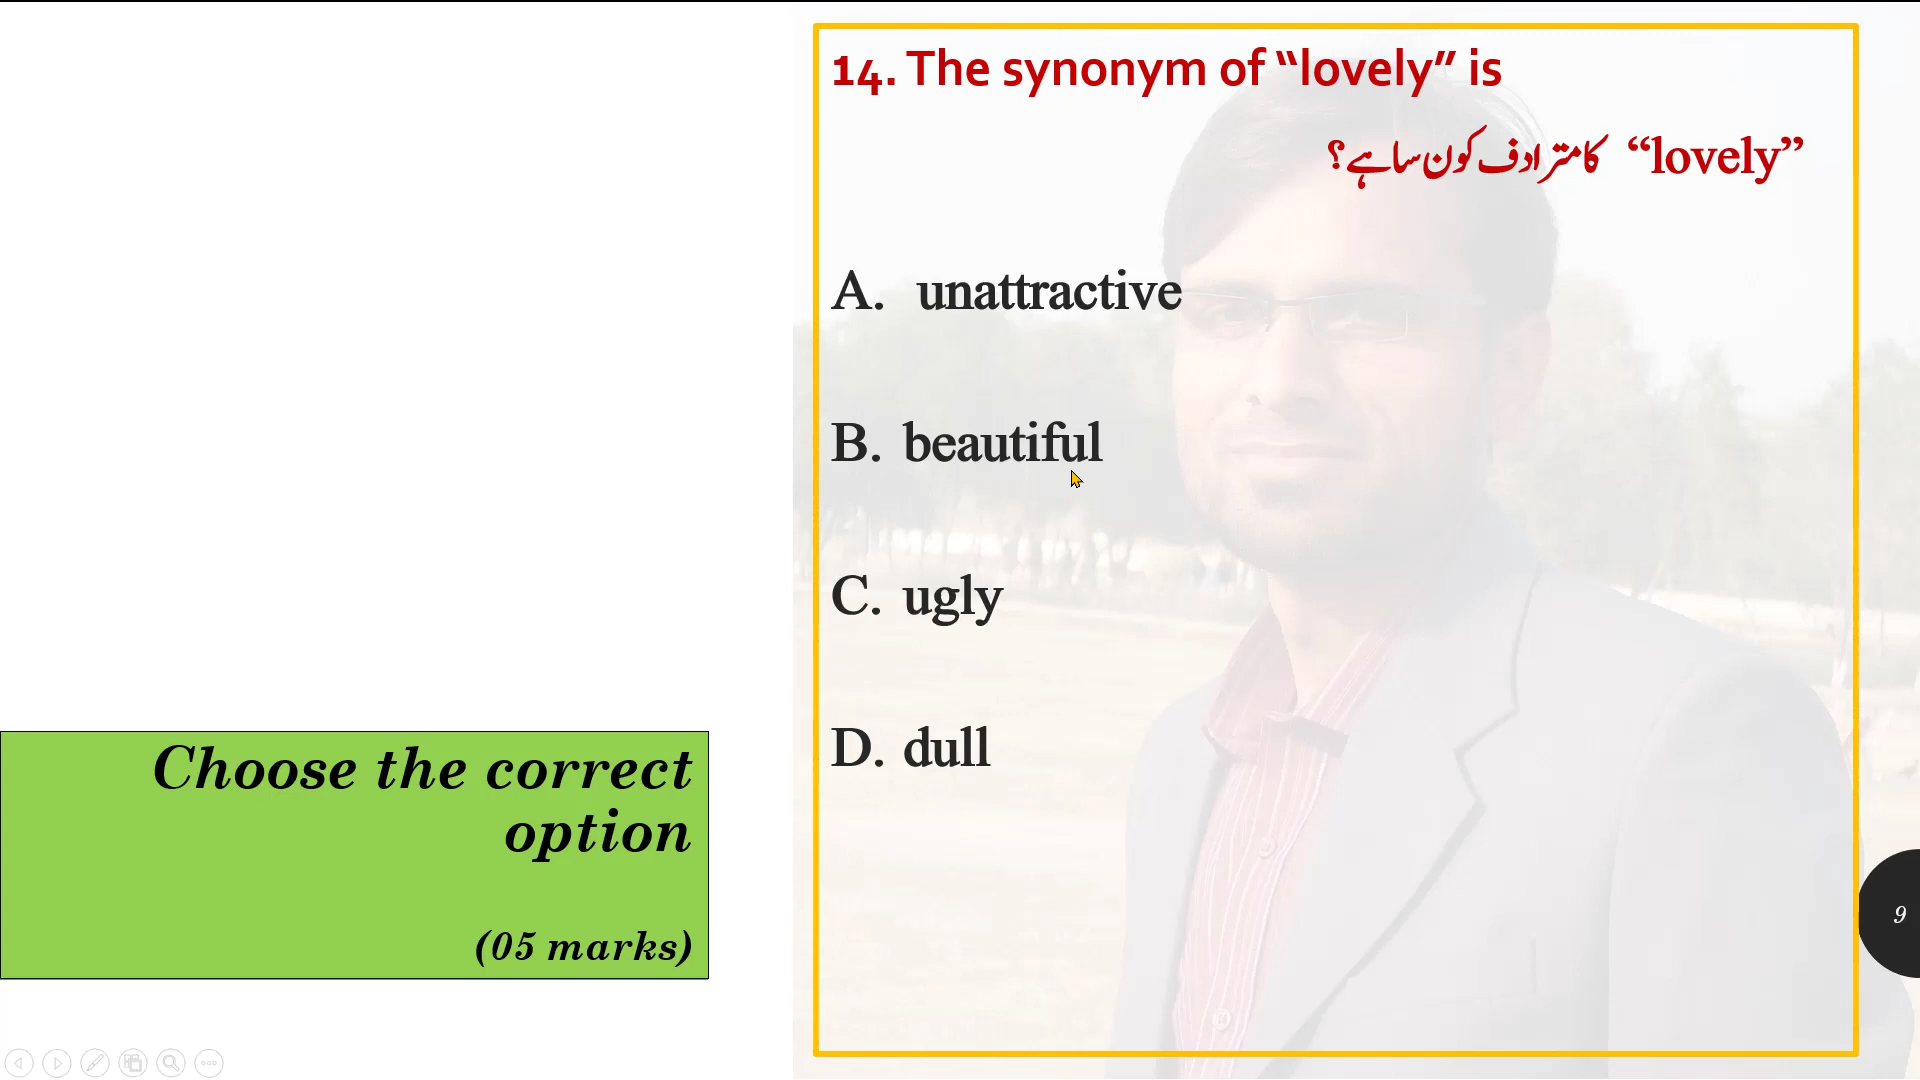 14. The synonym of “lovely” is
“lovely” کا مترادف کون سا ہے؟
A. unattractive
B. beautiful
C. ugly
D. dull
Choose the correct
option
(05 marks)
9